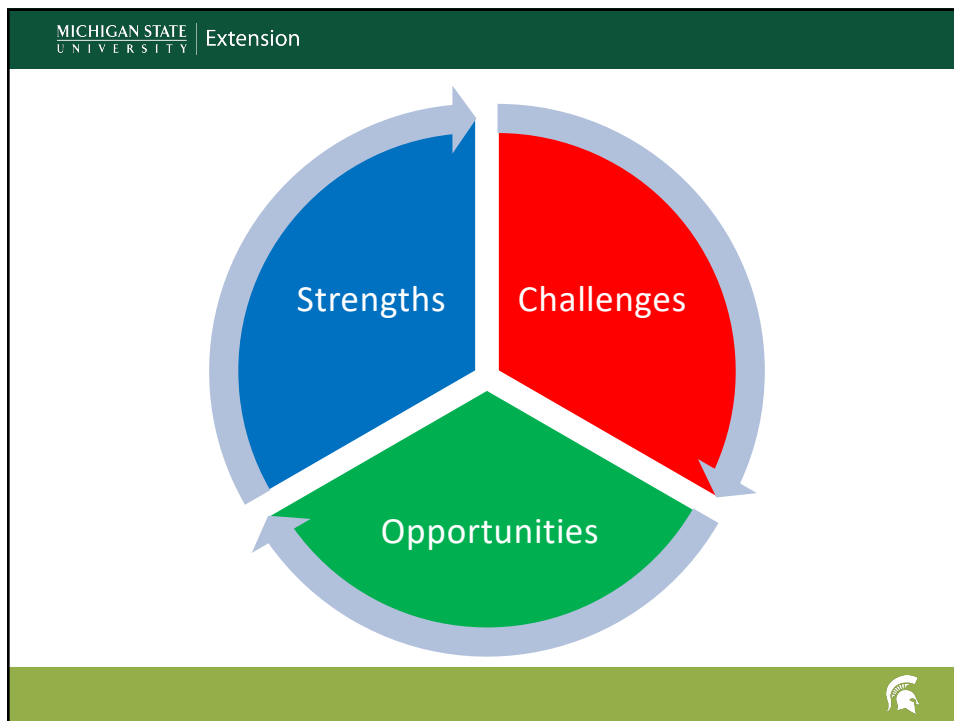 MICHIGAN STATE
UNIVERSITY
Extension
Strengths
Challenges
Opportunities